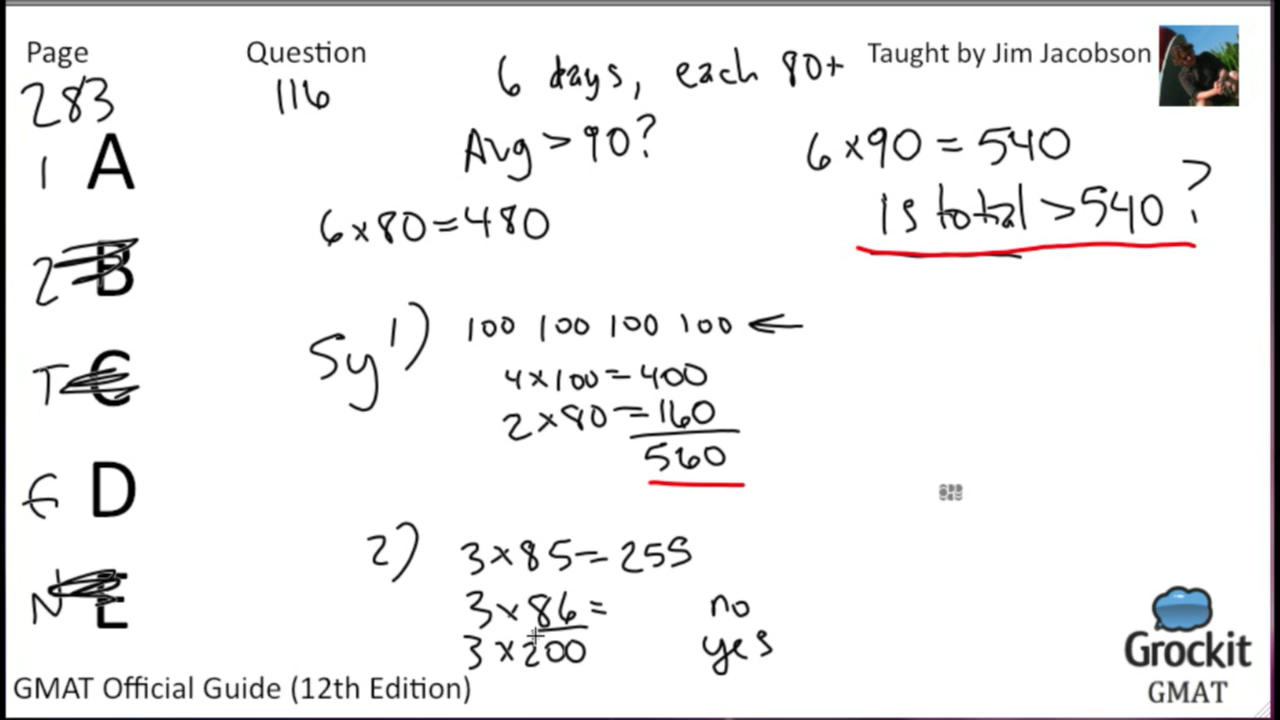 Page Question 6 days, each 80+ Taught by Jim Jacobson
283 116
Avg > 90? 6 x 90 = 540
1 A
6 x 80 = 480 Is total > 540?
2 B
Sy 1) 100 100 100 100 ←
T C 4 x 100 = 400
2 x 80 = 160
560
E D
2) 3 x 85 = 255
N E 3 x 86 = no
3 x 200 yes
Grockit
GMAT
GMAT Official Guide (12th Edition)